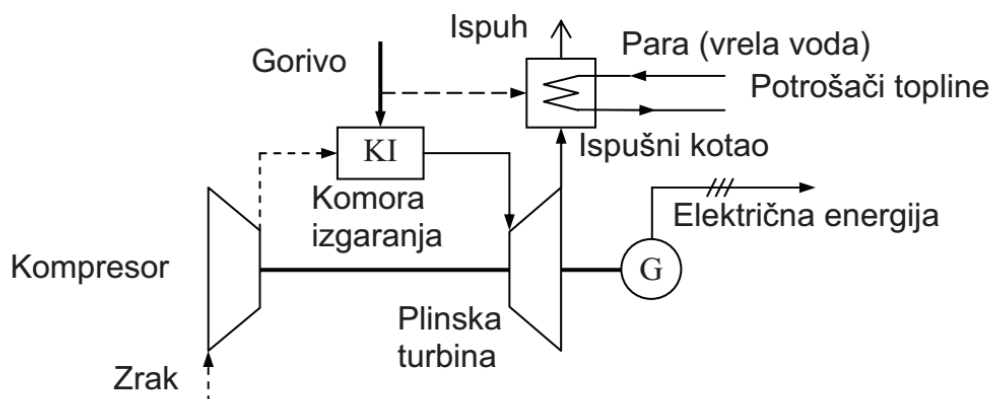 Ispuh
Para (vrela voda)
Gorivo
Potrošači topline
KI
Ispušni kotao
Komora
izgaranja
Električna energija
Kompresor
G
Plinska
turbina
Zrak